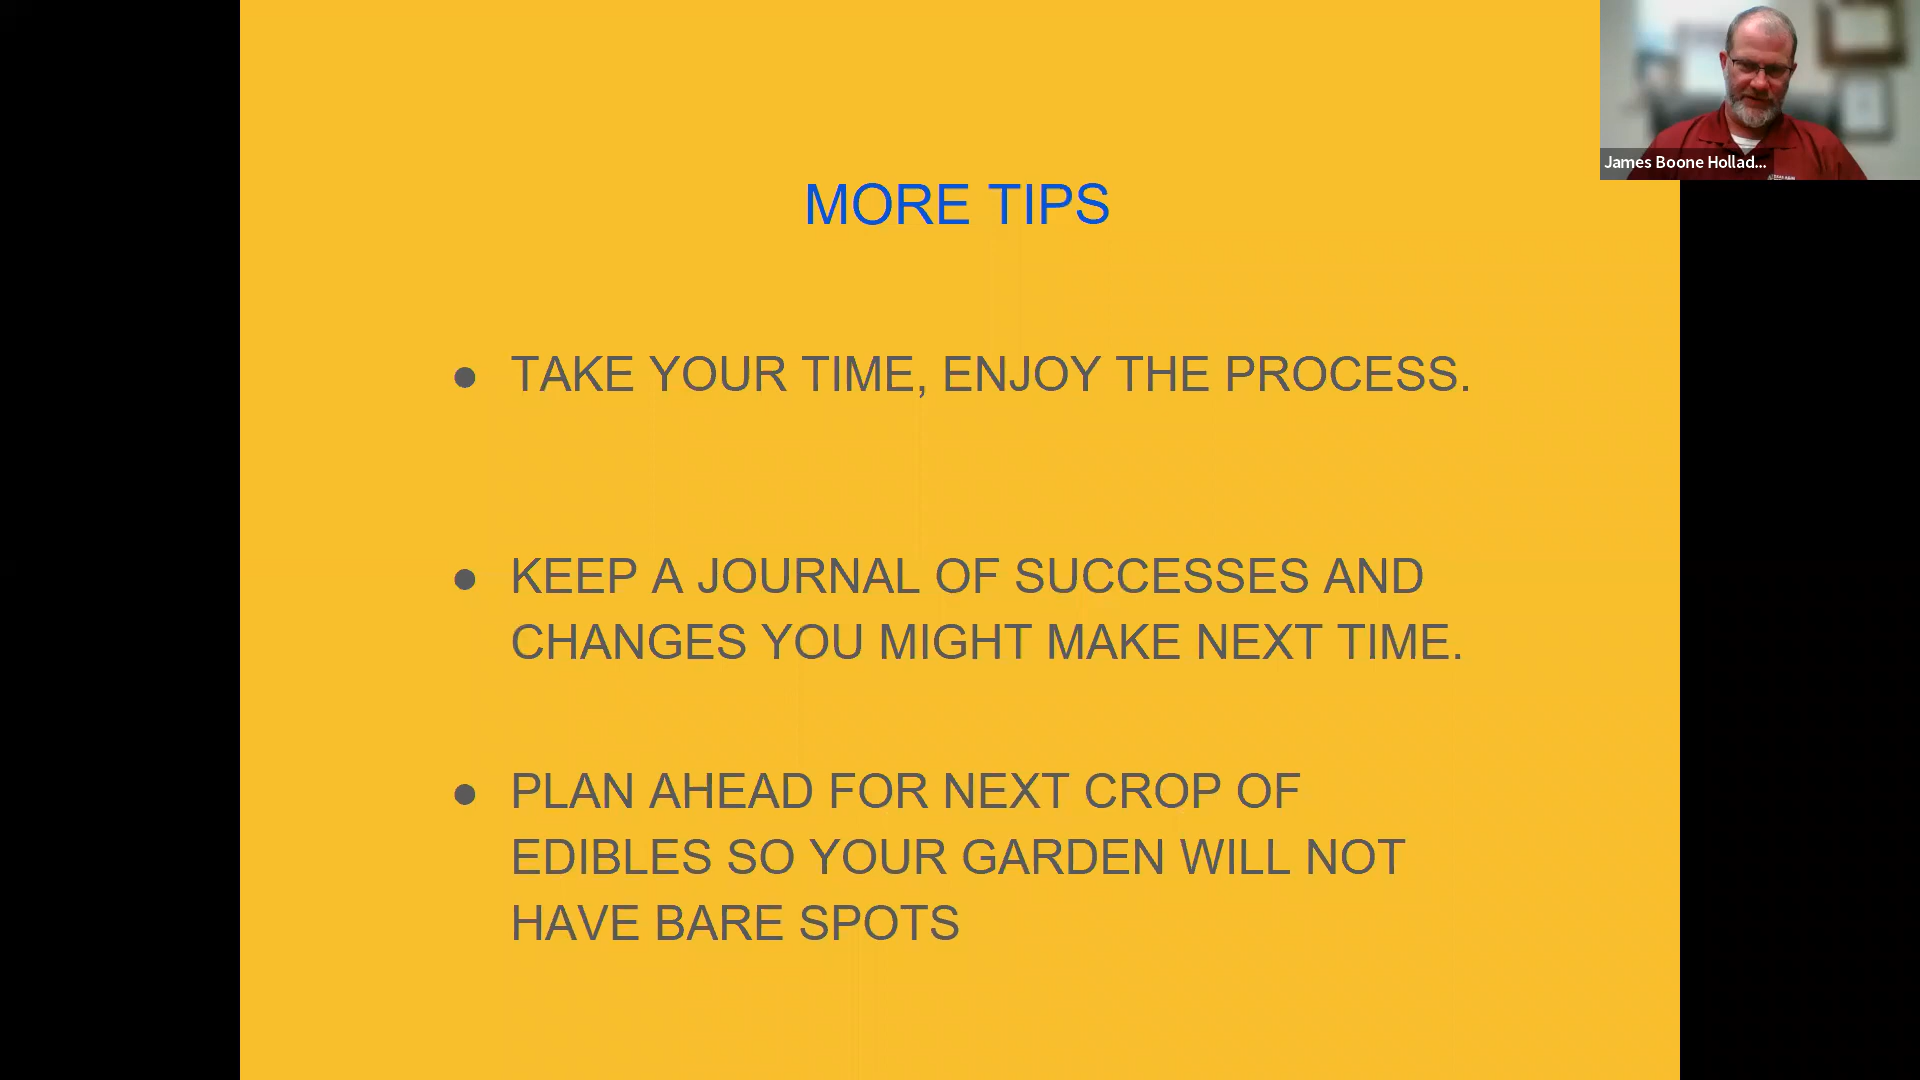 MORE TIPS
● TAKE YOUR TIME, ENJOY THE PROCESS.
● KEEP A JOURNAL OF SUCCESSES AND
CHANGES YOU MIGHT MAKE NEXT TIME.
● PLAN AHEAD FOR NEXT CROP OF
EDIBLES SO YOUR GARDEN WILL NOT
HAVE BARE SPOTS
James Boone Hollad...